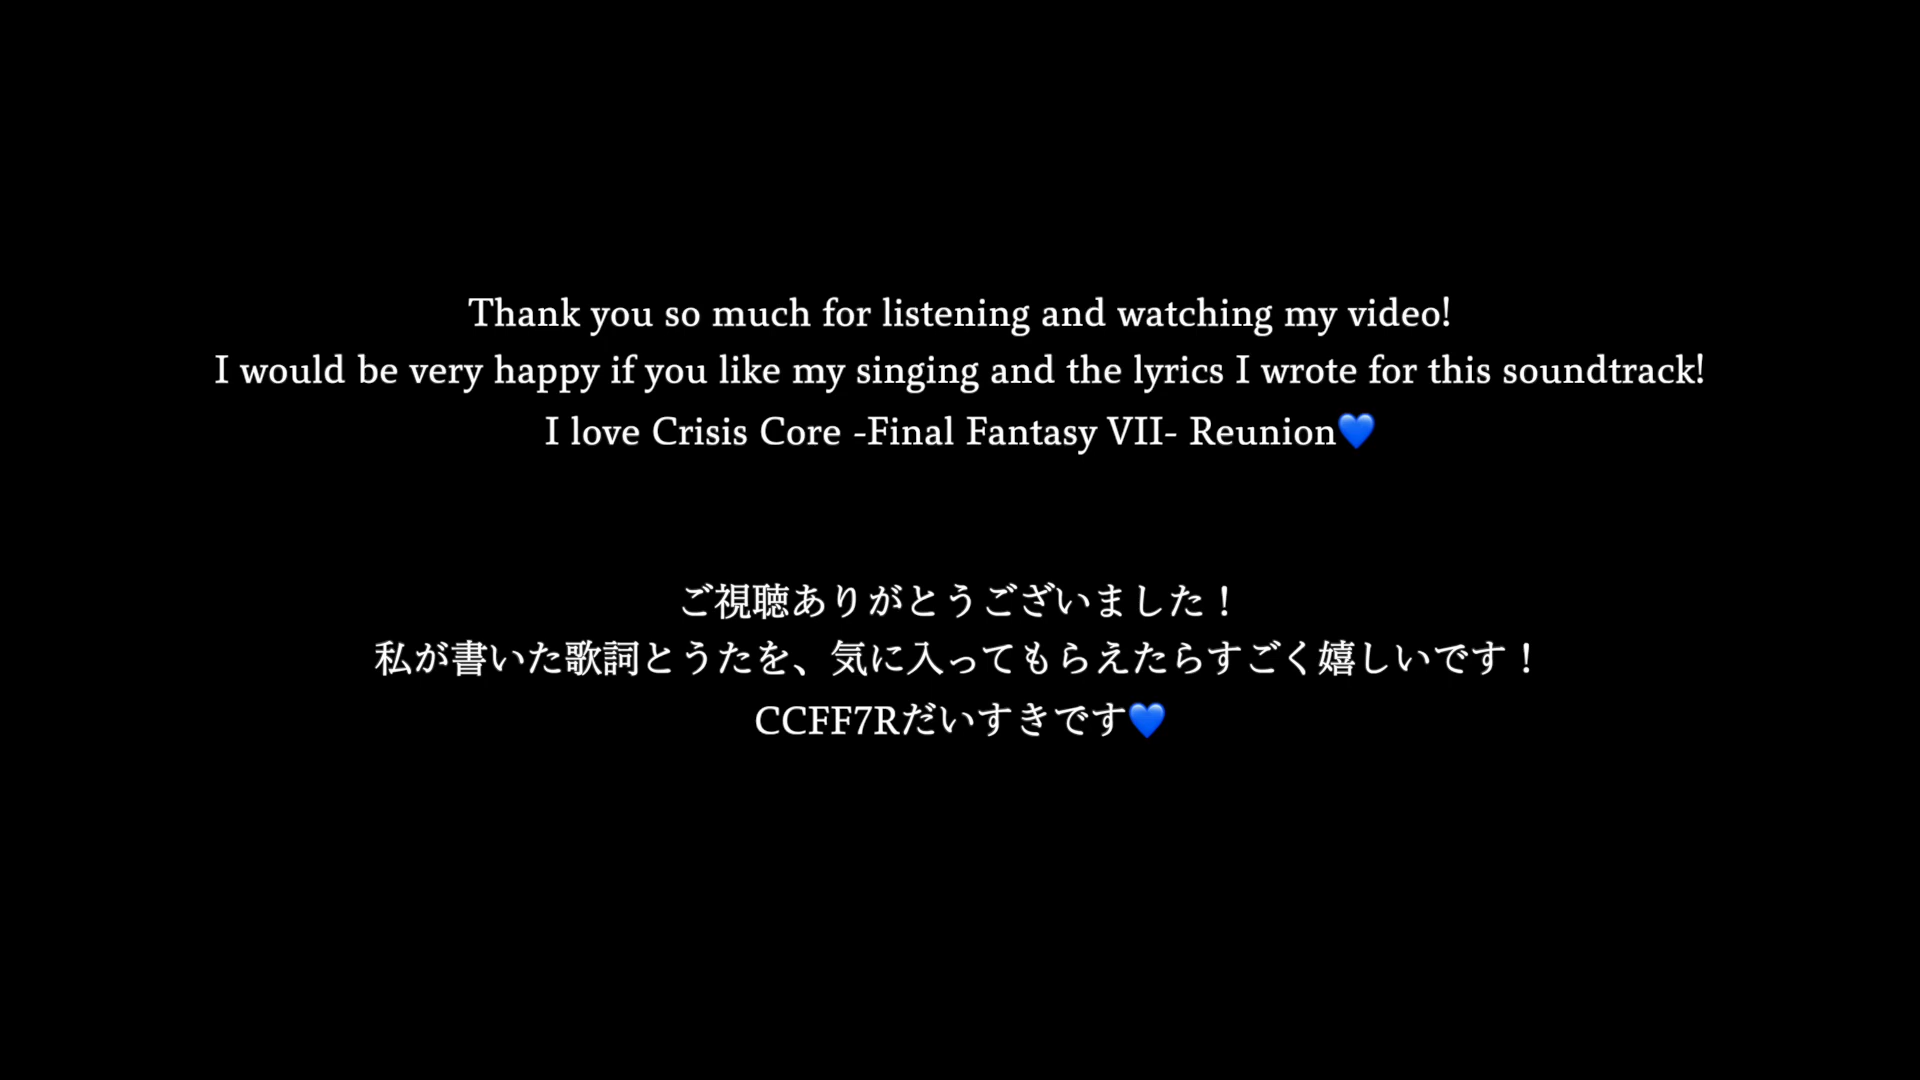 Thank you so much for listening and watching my video!
I would be very happy if you like my singing and the lyrics I wrote for this soundtrack!
I love Crisis Core -Final Fantasy VII- Reunion💙
ご視聴ありがとうございました！
私が書いた歌詞とうたを、気に入ってもらえたらすごく嬉しいです！
CCFF7Rだいすきです💙